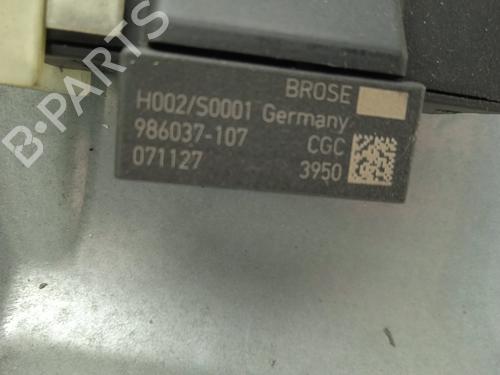 BROSE
H002/S0001 Germany
986037-107 CGC
071127 3950
B-PARTS